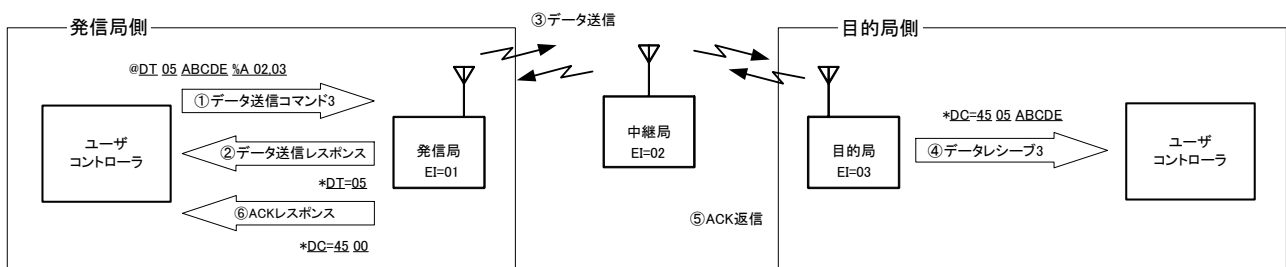 発信局側
③データ送信
目的局側
@DT 05 ABCDE %A 02,03
①データ送信コマンド3
ユーザ
コントローラ
②データ送信レスポンス
*DT=05
⑥ACKレスポンス
*DC=45 00
発信局
EI=01
中継局
EI=02
⑤ACK返信
目的局
EI=03
*DC=45 05 ABCDE
④データレシーブ3
ユーザ
コントローラ